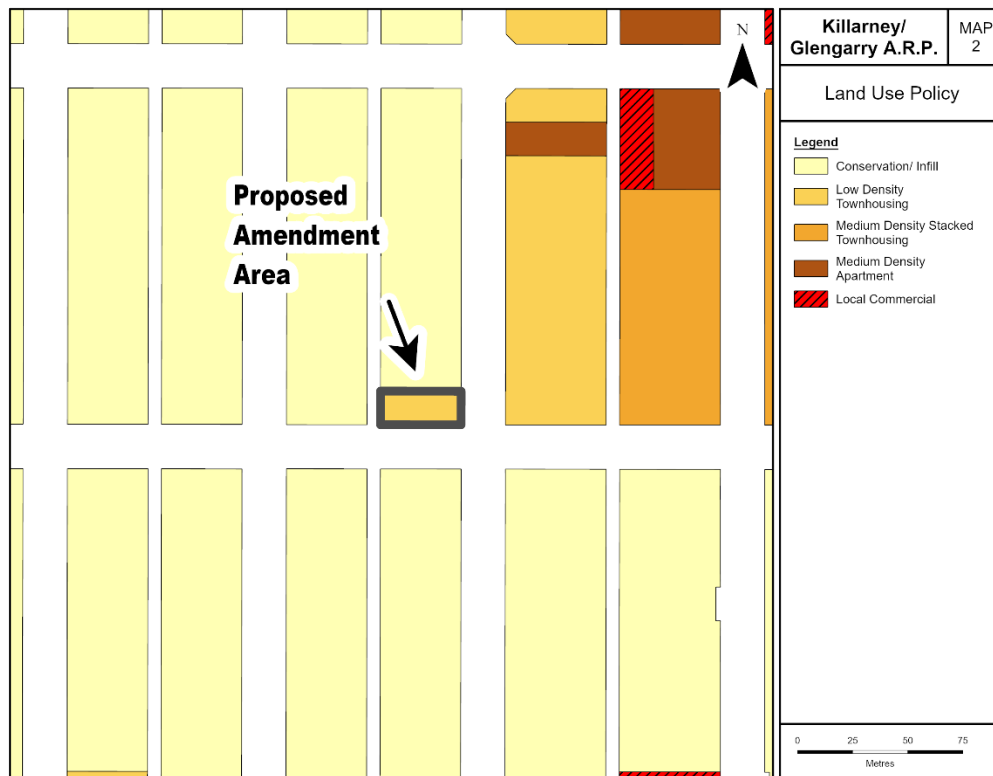 Proposed
Amendment
Area
N
Killarney/
Glengarry A.R.P.
MAP
2
Land Use Policy
Legend
Conservation/ Infill
Low Density
Townhousing
Medium Density Stacked
Townhousing
Medium Density
Apartment
Local Commercial
0 25 50 75
Metres